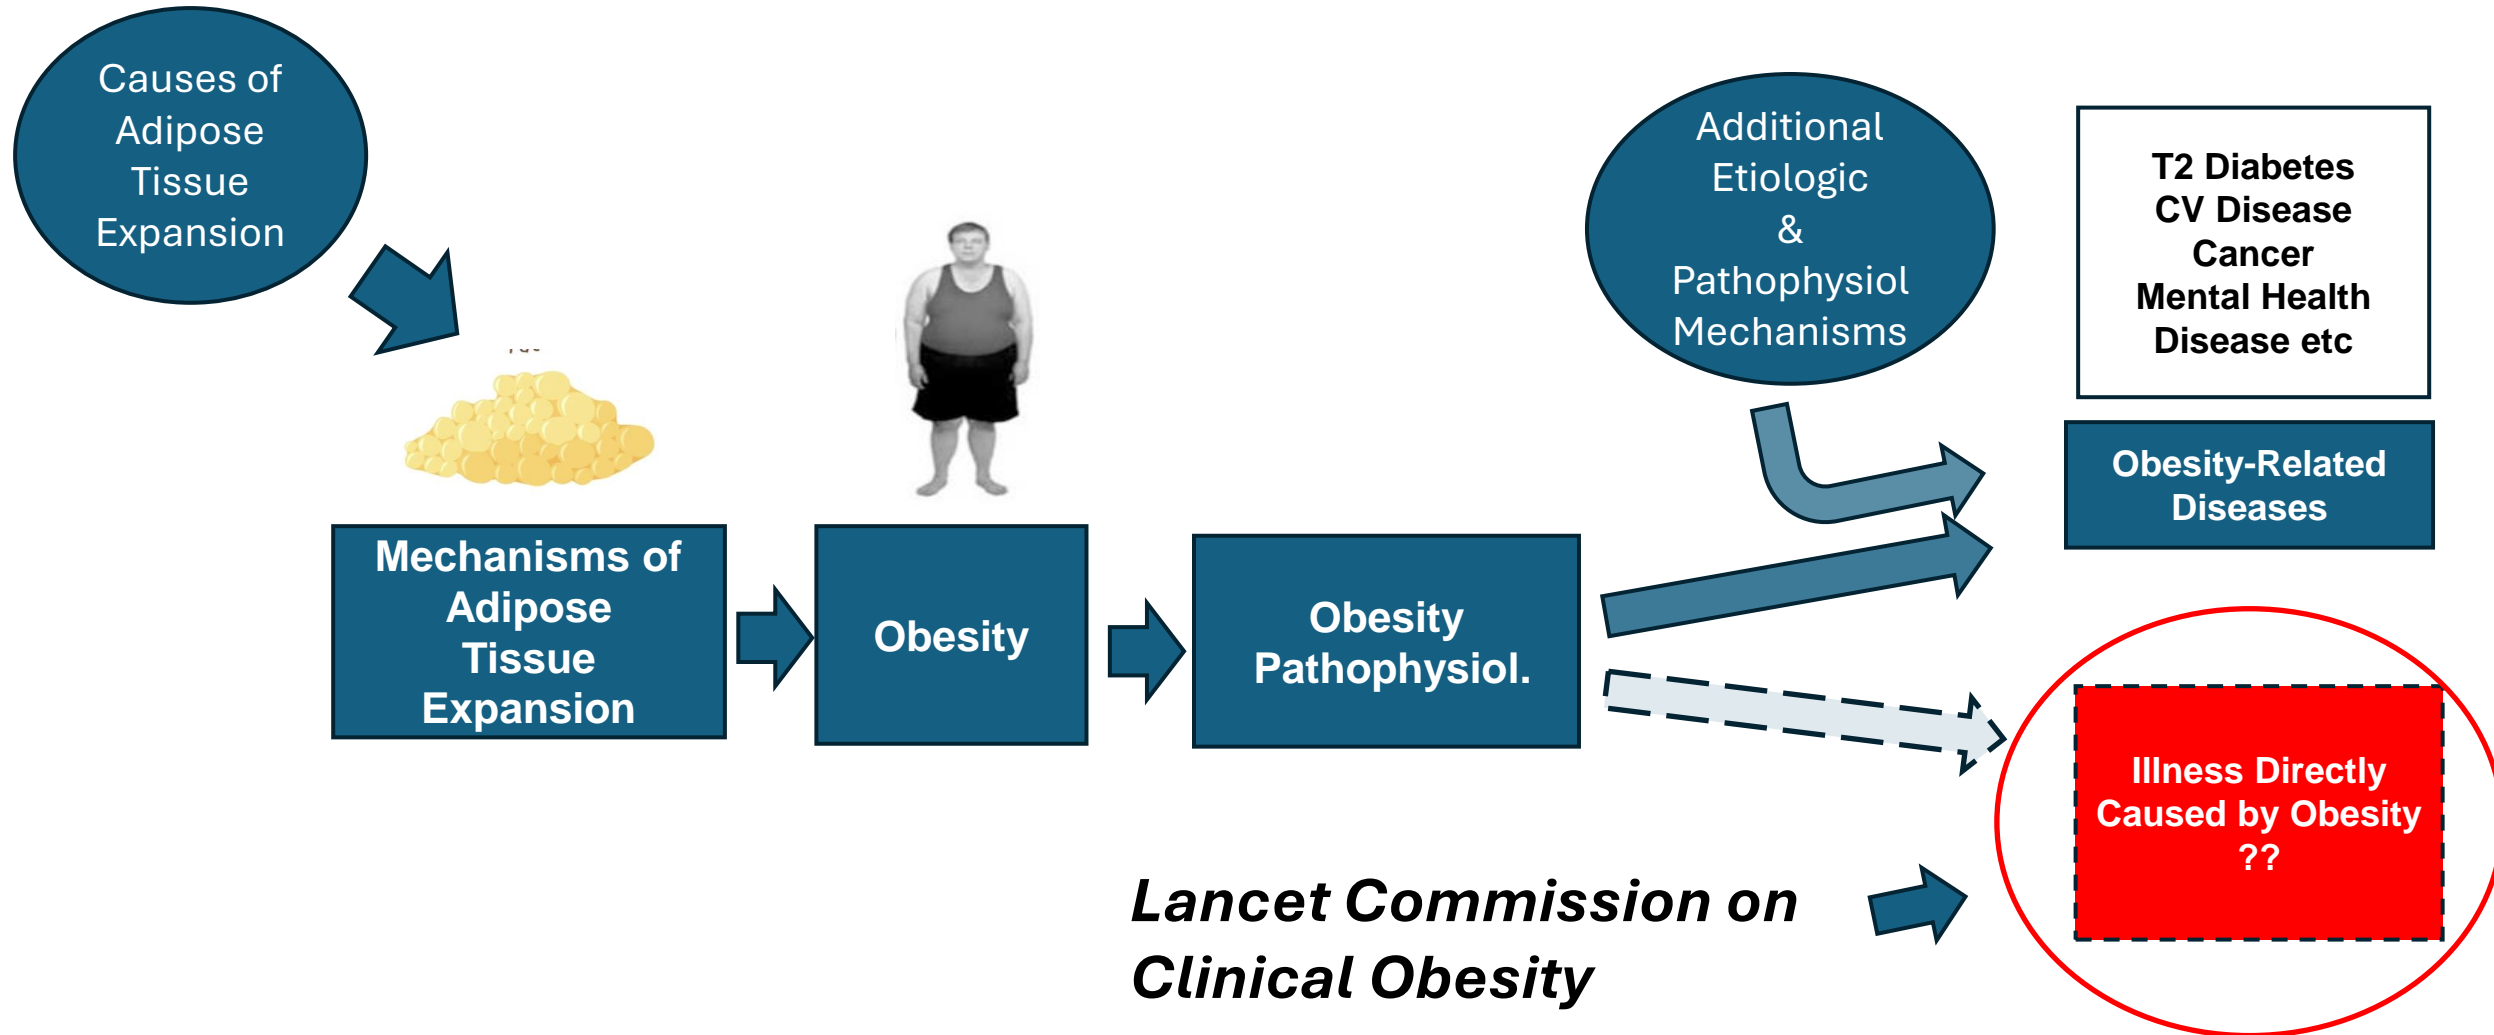 Causes of
Adipose
Tissue
Expansion
Additional
Etiologic
&
Pathophysiol
Mechanisms
T2 Diabetes
CV Disease
Cancer
Mental Health
Disease etc
Obesity-Related
Diseases
Mechanisms of
Adipose
Tissue
Expansion
Obesity
Obesity
Pathophysiol.
Illness Directly
Caused by Obesity
??
Lancet Commission on
Clinical Obesity